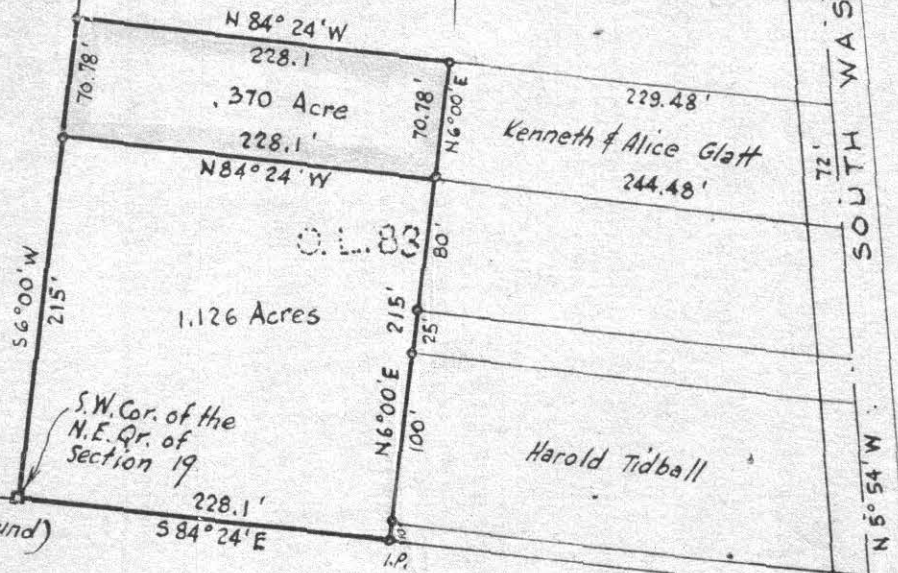 N 84° 24' W
228.1
70.78'
.370 Acre
70.78'
N6°00'E
228.1'
N84°24'W
229.48'
Kenneth & Alice Glatt
244.48'
72'
SOUTH WAS
O.L. 8
80'
S6°00'W
215'
1.126 Acres
215'
25'
N6°00'E
100'
S.W. Cor. of the
N.E. Qr. of
Section 19
Harold Tidball
N 5° 54' W
228.1'
S 84° 24' E
und)
10'
I.P.